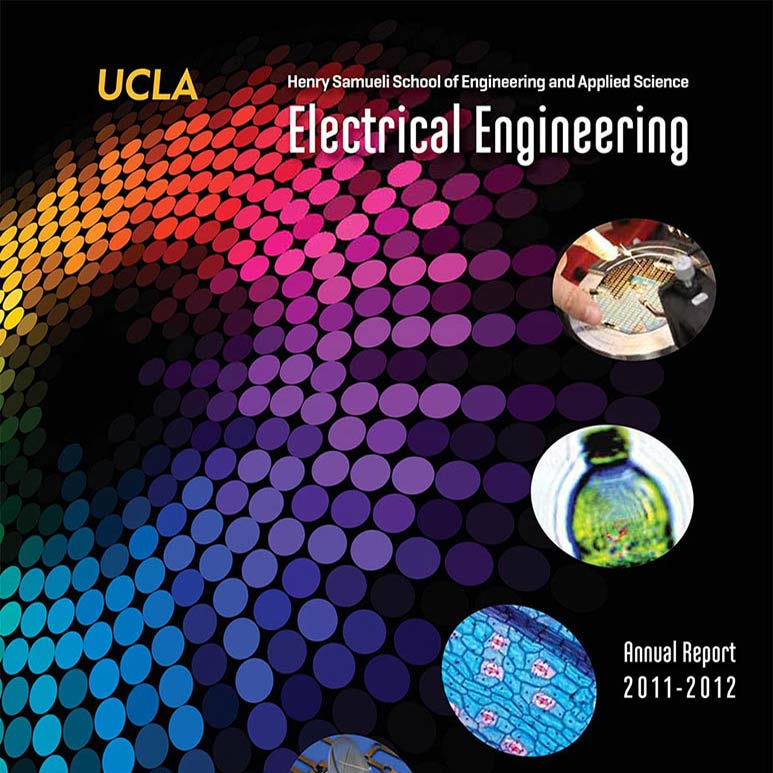 UCLA
Henry Samueli School of Engineering and Applied Science
Electrical Engineering
Annual Report
2011-2012